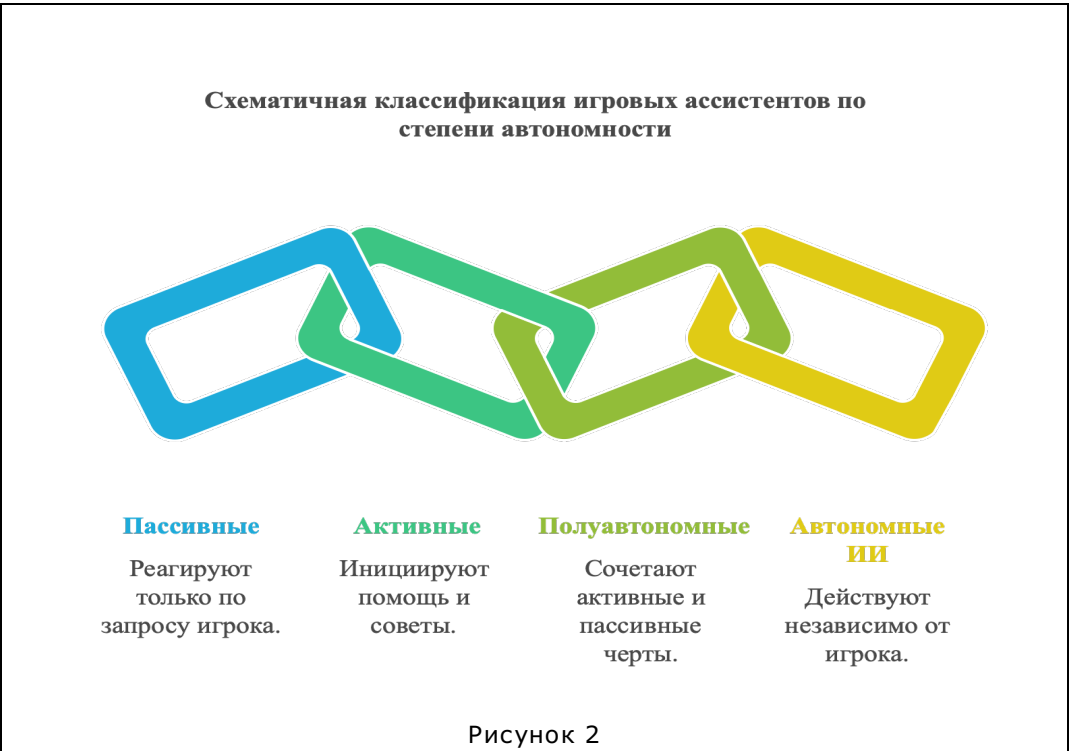 Схематичная классификация игровых ассистентов по
степени автономности
Пассивные
Реагируют
только по
запросу игрока.
Активные
Инициируют
помощь и
советы.
Полуавтономные
Сочетают
активные и
пассивные
черты.
Автономные
ИИ
Действуют
независимо от
игрока.
Рисунок 2